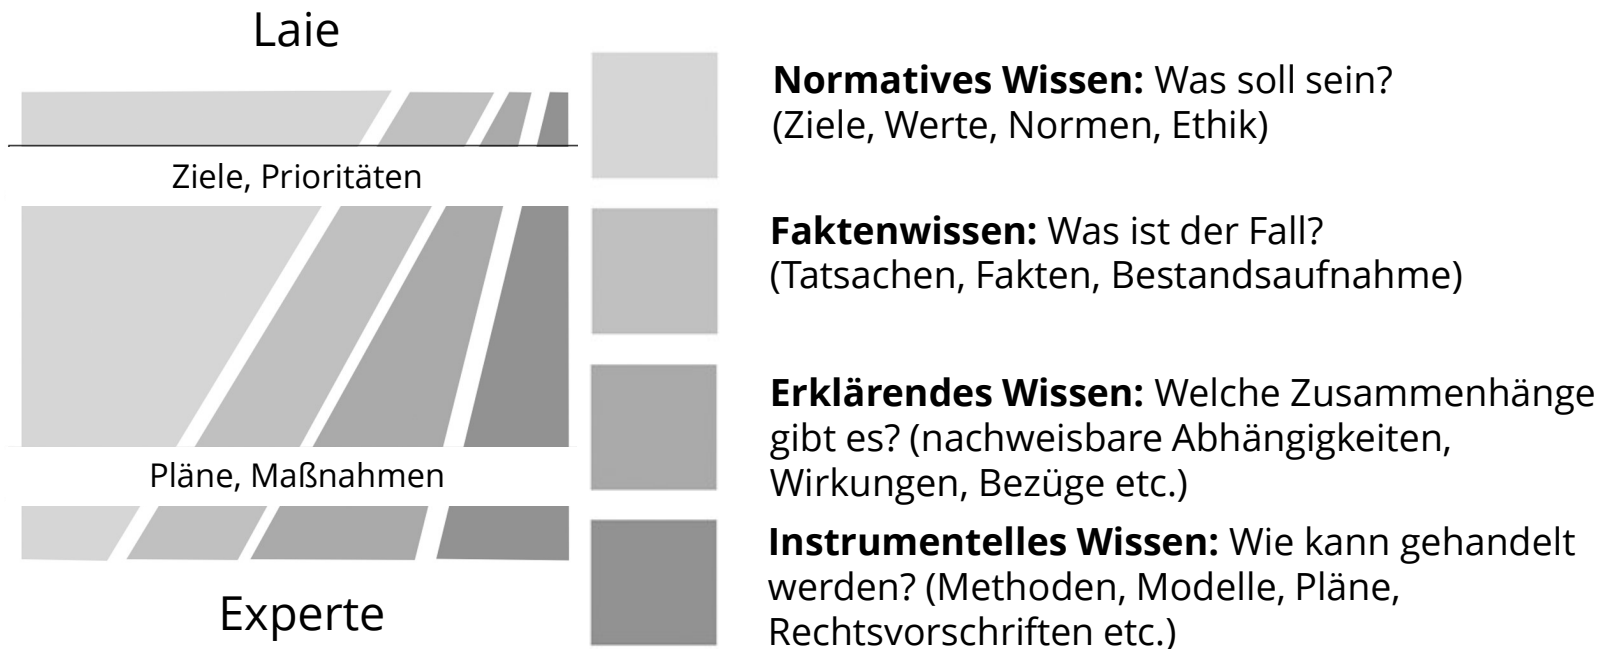 Laie
Ziele, Prioritäten
Pläne, Maßnahmen
Experte
Normatives Wissen: Was soll sein?
(Ziele, Werte, Normen, Ethik)
Faktenwissen: Was ist der Fall?
(Tatsachen, Fakten, Bestandsaufnahme)
Erklärendes Wissen: Welche Zusammenhänge
gibt es? (nachweisbare Abhängigkeiten,
Wirkungen, Bezüge etc.)
Instrumentelles Wissen: Wie kann gehandelt
werden? (Methoden, Modelle, Pläne,
Rechtsvorschriften etc.)